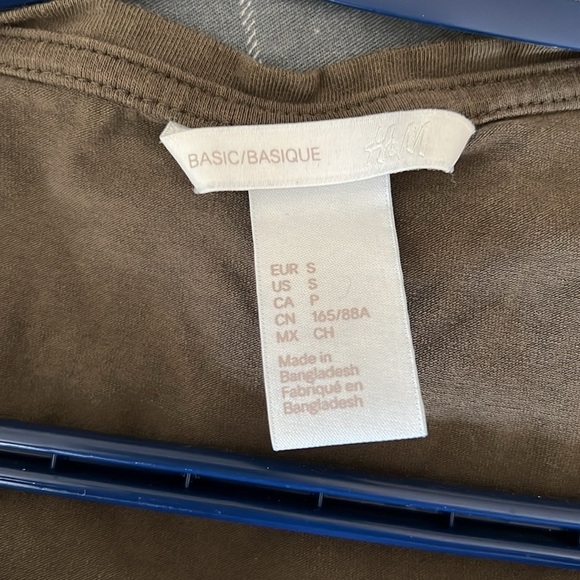 BASIC/BASIQUE H&M
EUR S
US S
CA P
CN 165/88A
MX CH
Made in
Bangladesh
Fabriqué en
Bangladesh